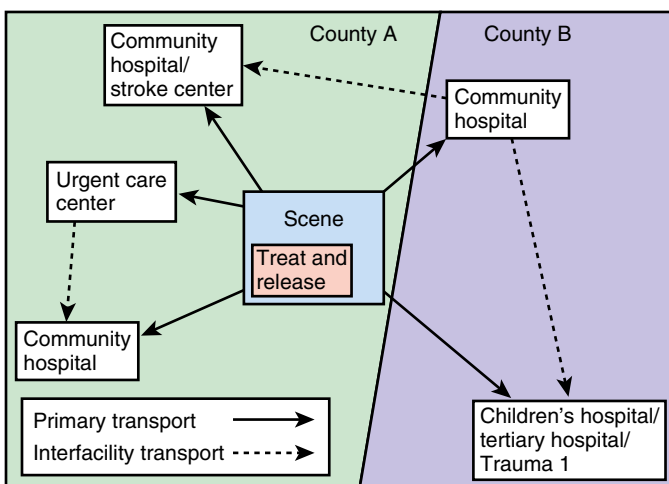 County A
County B
Community
hospital/
stroke center
Community
hospital
Urgent care
center
Scene
Treat and
release
Community
hospital
Primary transport
Interfacility transport
Children's hospital/
tertiary hospital/
Trauma 1